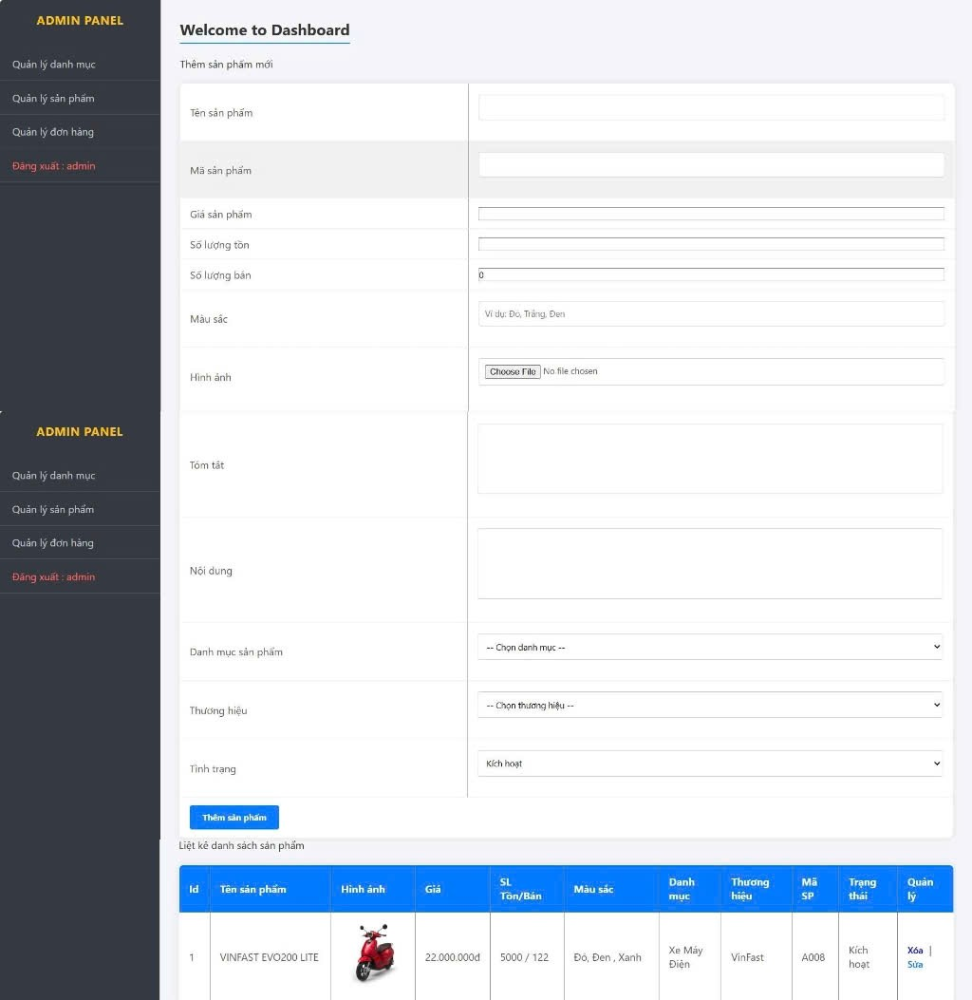 ADMIN PANEL
Quản lý danh mục
Quản lý sản phẩm
Quản lý đơn hàng
Đăng xuất : admin
Welcome to Dashboard
Thêm sản phẩm mới
Tên sản phẩm
Mã sản phẩm
Giá sản phẩm
Số lượng tồn
Số lượng bán
0
Màu sắc
Ví dụ: Đỏ, Trắng, Đen
Hình ảnh
Choose File No file chosen
ADMIN PANEL
Quản lý danh mục
Quản lý sản phẩm
Quản lý đơn hàng
Đăng xuất : admin
Tóm tắt
Nội dung
Danh mục sản phẩm
-- Chọn danh mục --
Thương hiệu
-- Chọn thương hiệu --
Tình trạng
Kích hoạt
Thêm sản phẩm
Liệt kê danh sách sản phẩm
Id
Tên sản phẩm
Hình ảnh
Giá
SL
Tồn/Bán
Màu sắc
Danh
mục
Thương
hiệu
Mã
SP
Trạng
thái
Quản
lý
1
VINFAST EVO200 LITE
22.000.000đ
5000 / 122
Đỏ, Đen , Xanh
Xe Máy
Điện
VinFast
A008
Kích
hoạt
Xóa |
Sửa